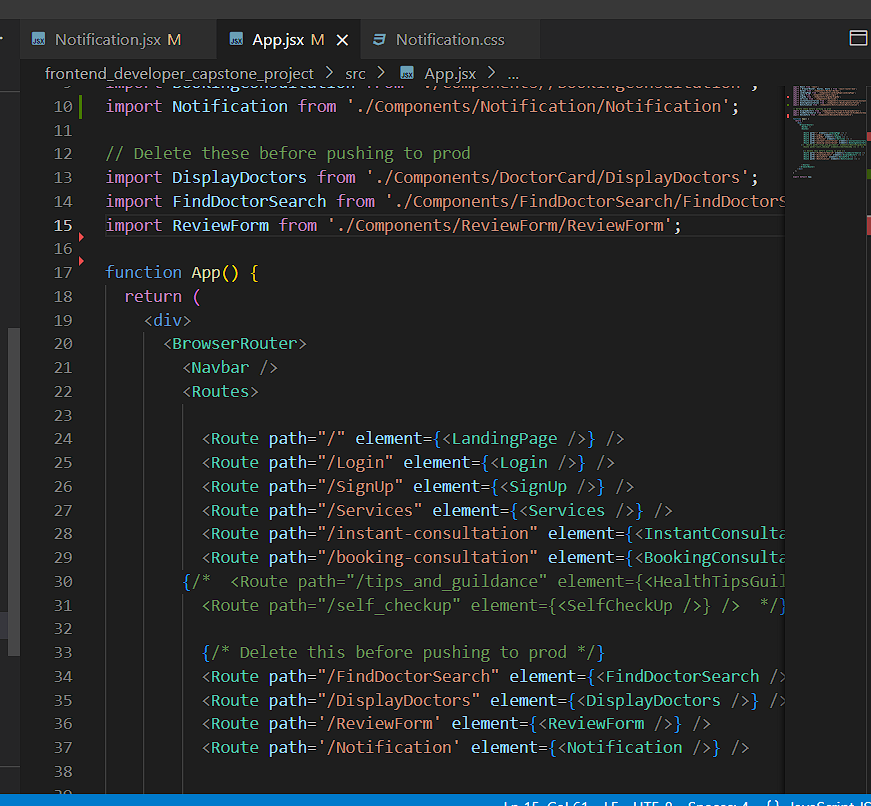 Notification.jsx M
App.jsx M
Notification.css
frontend_developer_capstone_project > src > App.jsx > ...
10 import Notification from './Components/Notification/Notification';
11
12 // Delete these before pushing to prod
13 import DisplayDoctors from './Components/DoctorCard/DisplayDoctors';
14 import FindDoctorSearch from './Components/FindDoctorSearch/FindDoctorS
15 import ReviewForm from './Components/ReviewForm/ReviewForm';
16
17 function App() {
18 return (
19 <div>
20 <BrowserRouter>
21 <Navbar />
22 <Routes>
23
24 <Route path="/" element={<LandingPage />} />
25 <Route path="/Login" element={<Login />} />
26 <Route path="/SignUp" element={<SignUp />} />
27 <Route path="/Services" element={<Services />} />
28 <Route path="/instant-consultation" element={<InstantConsulta
29 <Route path="/booking-consultation" element={<BookingConsulta
30 {/* <Route path="/tips_and_guildance" element={<HealthTipsGuil
31 <Route path="/self_checkup" element={<SelfCheckUp />} /> */}
32
33 {/* Delete this before pushing to prod */}
34 <Route path="/FindDoctorSearch" element={<FindDoctorSearch />
35 <Route path="/DisplayDoctors" element={<DisplayDoctors />} />
36 <Route path='/ReviewForm' element={<ReviewForm />} />
37 <Route path='/Notification' element={<Notification />} />
38